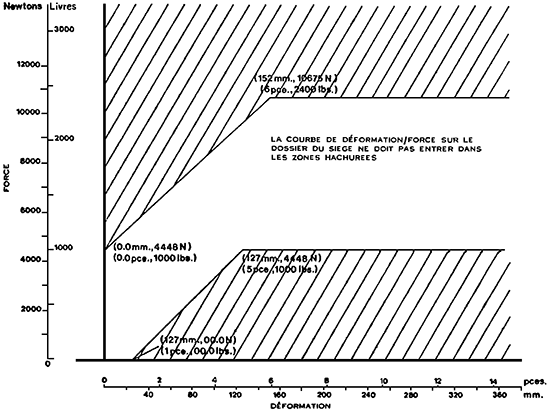 Newtons Livres
3000
12000
(152 mm., 10675 N)
(6pce., 2400 lbs.)
10000
2000
LA COURBE DE DÉFORMATION/FORCE SUR LE
DOSSIER DU SIEGE NE DOIT PAS ENTRER DANS
LES ZONES HACHUREES
8000
FORCE
6000
1000
(0.0mm., 4448 N)
(0.0pce., 1000 lbs.)
4000
(127mm., 4448 N)
(5pce., 1000 lbs.)
2000
(127mm., 00.0 N)
(1pce., 00.0 lbs.)
0
0 2 4 5 6 8 10 12 14 pces.
40 80 120 160 200 240 280 320 360 mm.
DÉFORMATION